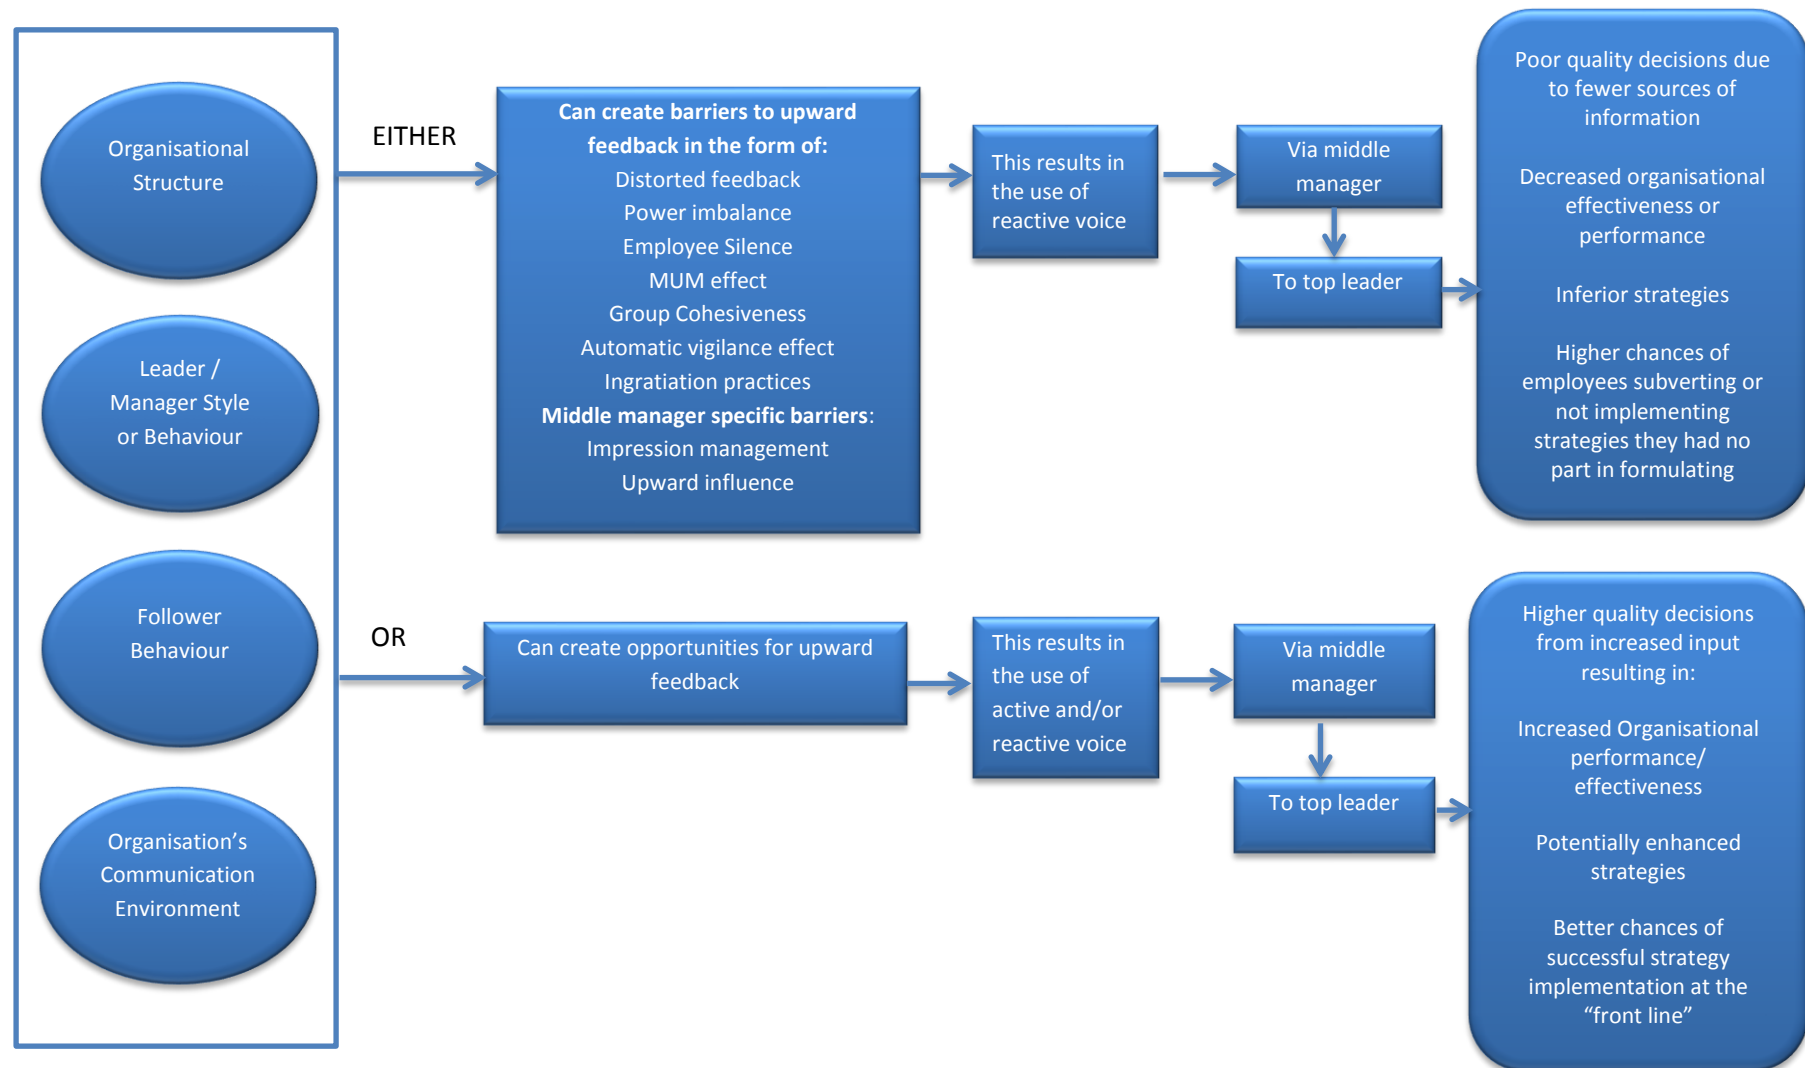 Organisational
Structure
Leader /
Manager Style
or Behaviour
Follower
Behaviour
Organisation’s
Communication
Environment
EITHER
Can create barriers to upward
feedback in the form of:
Distorted feedback
Power imbalance
Employee Silence
MUM effect
Group Cohesiveness
Automatic vigilance effect
Ingratiation practices
Middle manager specific barriers:
Impression management
Upward influence
This results in
the use of
reactive voice
Via middle
manager
To top leader
Poor quality decisions due
to fewer sources of
information
Decreased organisational
effectiveness or
performance
Inferior strategies
Higher chances of
employees subverting or
not implementing
strategies they had no
part in formulating
OR
Can create opportunities for upward
feedback
This results in
the use of
active and/or
reactive voice
Via middle
manager
To top leader
Higher quality decisions
from increased input
resulting in:
Increased Organisational
performance/
effectiveness
Potentially enhanced
strategies
Better chances of
successful strategy
implementation at the
“front line”